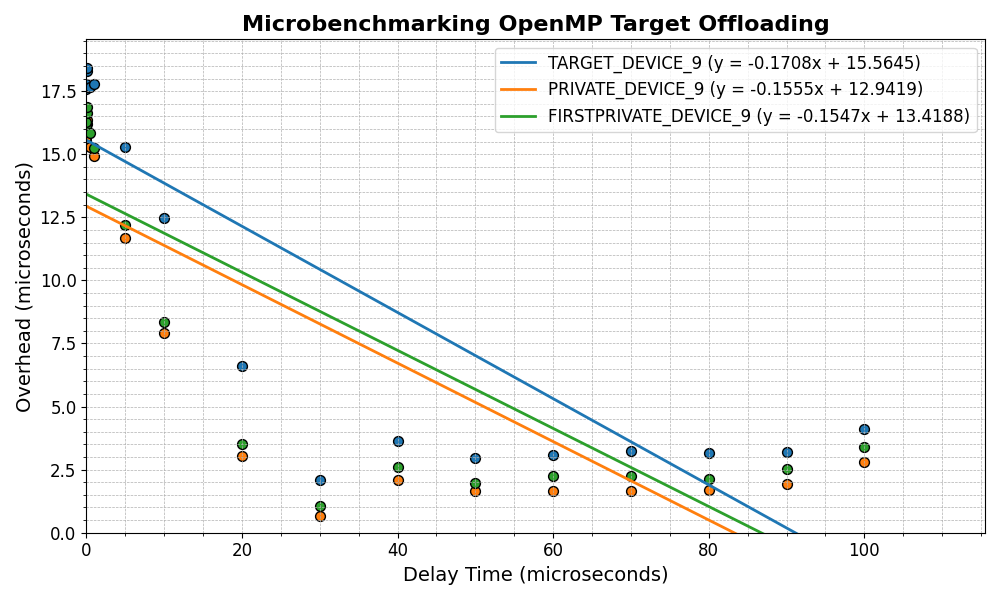 Microbenchmarking OpenMP Target Offloading
TARGET_DEVICE_9 (y = -0.1708x + 15.5645)
PRIVATE_DEVICE_9 (y = -0.1555x + 12.9419)
FIRSTPRIVATE_DEVICE_9 (y = -0.1547x + 13.4188)
Overhead (microseconds)
17.5
15.0
12.5
10.0
7.5
5.0
2.5
0.0
0 20 40 60 80 100
Delay Time (microseconds)